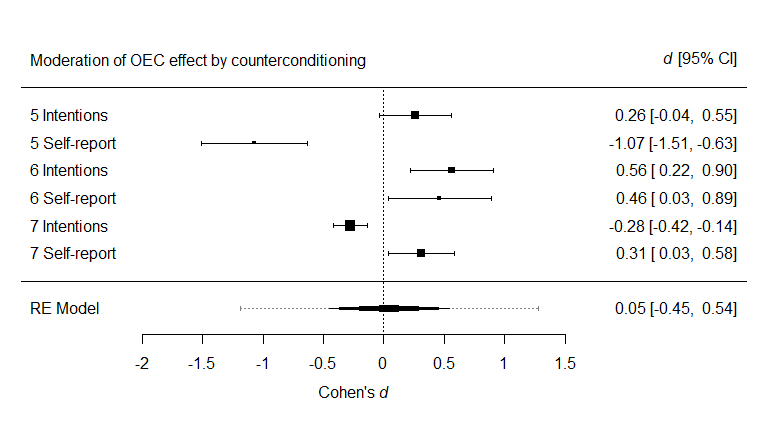 Moderation of OEC effect by counterconditioning d [95% CI]
5 Intentions 0.26 [-0.04, 0.55]
5 Self-report -1.07 [-1.51, -0.63]
6 Intentions 0.56 [ 0.22, 0.90]
6 Self-report 0.46 [ 0.03, 0.89]
7 Intentions -0.28 [-0.42, -0.14]
7 Self-report 0.31 [ 0.03, 0.58]
RE Model 0.05 [-0.45, 0.54]
-2 -1.5 -1 -0.5 0 0.5 1 1.5
Cohen's d